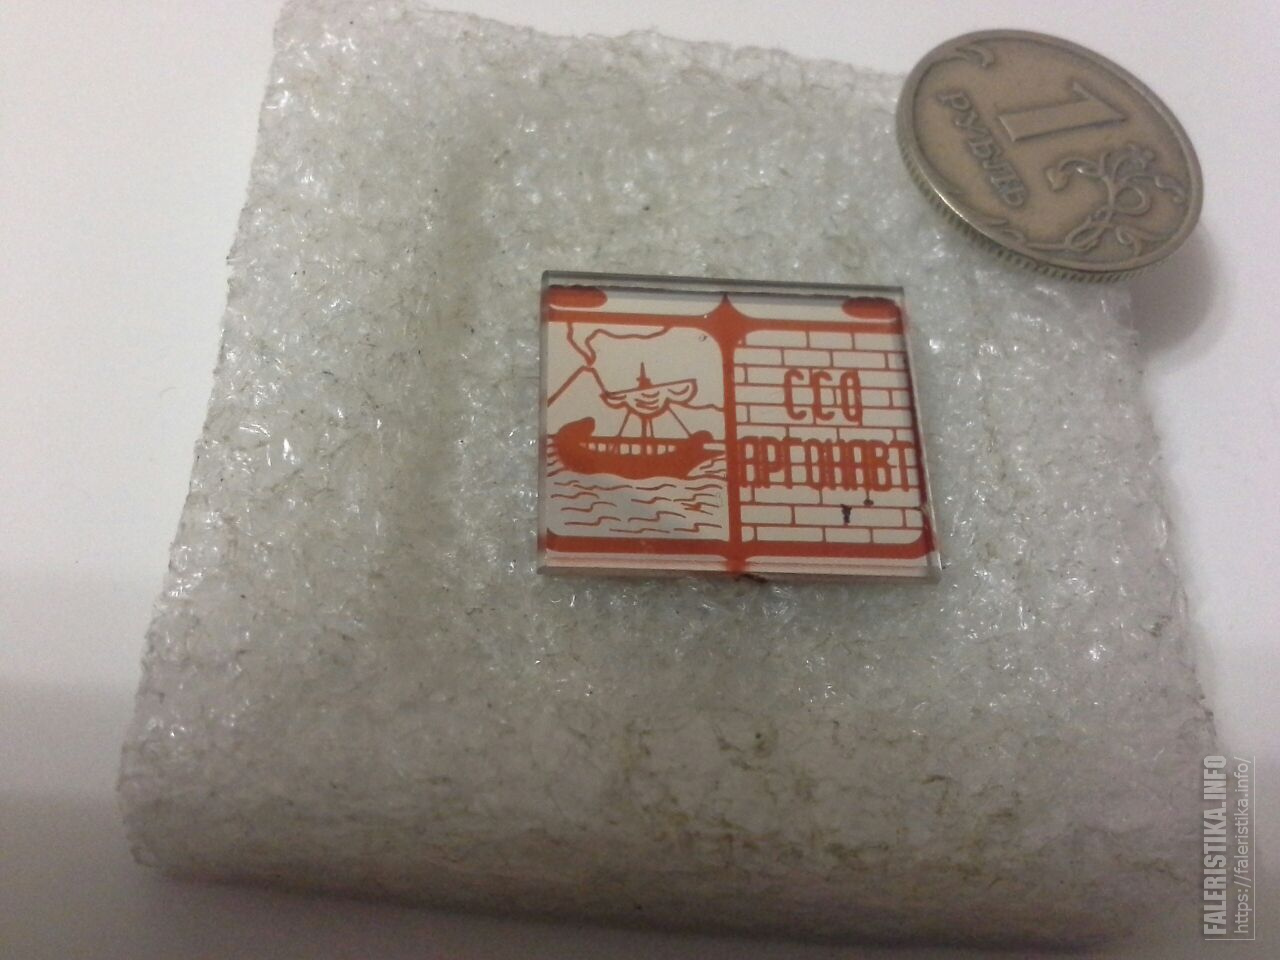 1
РУБЛЬ
ССО
АРГОНАВТ
FALERISTIKA.INFO
https://faleristika.info/